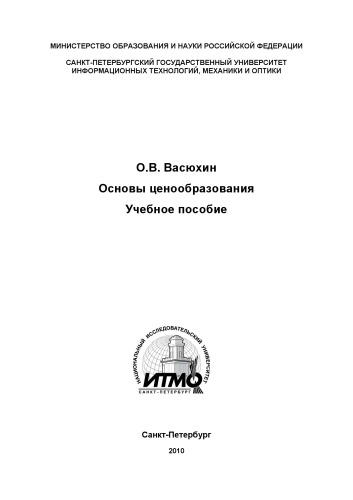 МИНИСТЕРСТВО ОБРАЗОВАНИЯ И НАУКИ РОССИЙСКОЙ ФЕДЕРАЦИИ
САНКТ-ПЕТЕРБУРГСКИЙ ГОСУДАРСТВЕННЫЙ УНИВЕРСИТЕТ
ИНФОРМАЦИОННЫХ ТЕХНОЛОГИЙ, МЕХАНИКИ И ОПТИКИ
О.В. Васюхин
Основы ценообразования
Учебное пособие
НАЦИОНАЛЬНЫЙ ИССЛЕДОВАТЕЛЬСКИЙ УНИВЕРСИТЕТ
ИТМО
САНКТ-ПЕТЕРБУРГ
Санкт-Петербург
2010